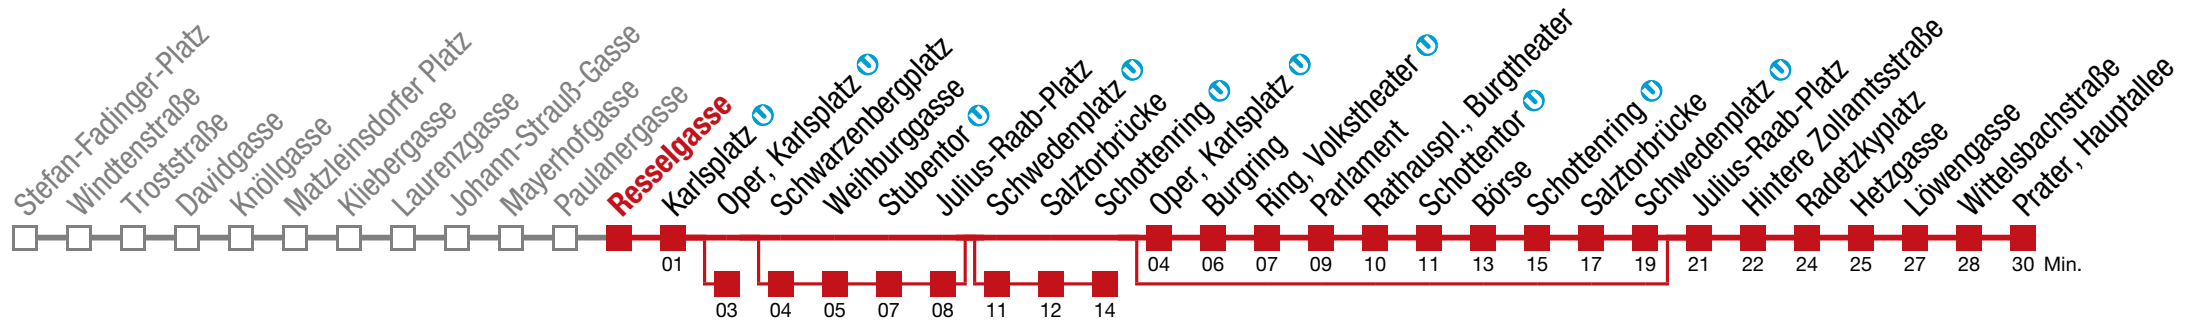 Stefan-Fadinger-Platz
Windtenstraße
Troststraße
Davidgasse
Knöllgasse
Matzleinsdorfer Platz
Kliebergasse
Laurenzgasse
Johann-Strauß-Gasse
Mayerhofgasse
Paulanergasse
Resselgasse
Karlsplatz U
Oper, Karlsplatz U
Schwarzenbergplatz
Weihburggasse
Stubentor U
Julius-Raab-Platz
Schwedenplatz U
Salztorbrücke
Schottenring U
Oper, Karlsplatz U
Burgring
Ring, Volkstheater U
Parlament
Rathauspl., Burgtheater
Schottentor U
Börse
Schottenring U
Salztorbrücke
Schwedenplatz U
Julius-Raab-Platz
Hintere Zollamtsstraße
Radetzkyplatz
Hetzgasse
Löwengasse
Wittelsbachstraße
Prater, Hauptallee
01 04 06 07 09 10 11 13 15 17 19 21 22 24 25 27 28 30 Min.
03 04 05 07 08 11 12 14